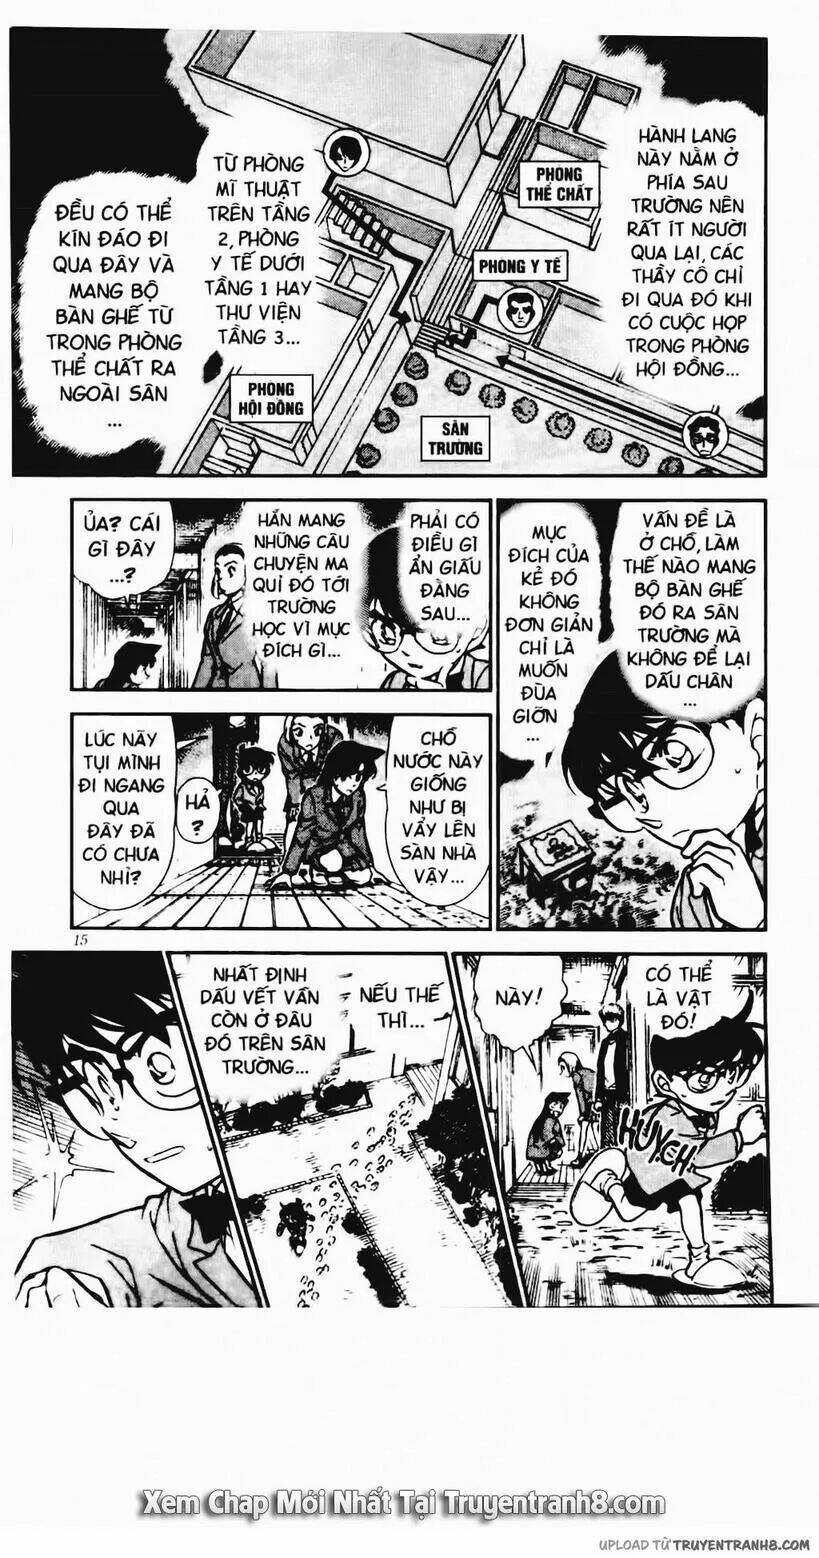 HÀNH LANG
NÀY NẰM Ở
PHÍA SAU
TRƯỜNG NÊN
RẤT ÍT NGƯỜI
QUA LẠI, CÁC
THẦY CÔ CHỈ
ĐI QUA ĐÓ KHI
CÓ CUỘC HỌP
TRONG PHÒNG
HỘI ĐỒNG...
PHÒNG
THỂ CHẤT
PHÒNG Y TẾ
TỪ PHÒNG
MĨ THUẬT
TRÊN TẦNG
2, PHÒNG
Y TẾ DƯỚI
TẦNG 1 HAY
THƯ VIỆN
TẦNG 3...
ĐỀU CÓ THỂ
KÍN ĐÁO ĐI
QUA ĐÂY VÀ
MANG BỘ
BÀN GHẾ TỪ
TRONG PHÒNG
THỂ CHẤT RA
NGOÀI SÂN
...
PHÒNG
HỘI ĐỒNG
SÂN
TRƯỜNG
VẤN ĐỀ LÀ
Ở CHỖ, LÀM
THẾ NÀO MANG
BỘ BÀN GHẾ
ĐÓ RA SÂN
TRƯỜNG MÀ
KHÔNG ĐỂ LẠI
DẤU CHÂN
...
MỤC
ĐÍCH CỦA
KẺ ĐÓ
KHÔNG
ĐƠN GIẢN
CHỈ LÀ
MUỐN
ĐÙA
GIỠN
...
PHẢI CÓ
ĐIỀU GÌ
ẨN GIẤU
ĐẰNG
SAU...
HẮN MANG
NHỮNG CÂU
CHUYỆN MA
QUỈ ĐÓ TỚI
TRƯỜNG
HỌC VÌ MỤC
ĐÍCH GÌ...
ỦA? CÁI
GÌ ĐÂY
...?
CHỖ
NƯỚC NÀY
GIỐNG
NHƯ BỊ
VẨY LÊN
SÀN NHÀ
VẬY...
HẢ
?
LÚC NÃY
TỤI MÌNH
ĐI NGANG
QUA
ĐÂY ĐÃ
CÓ CHƯA
NHỈ?
15
CÓ THỂ
LÀ VẬT
ĐÓ!
NÀY!
HUỴCH
NẾU THẾ
THÌ...
NHẤT ĐỊNH
DẤU VẾT VẪN
CÒN Ở ĐÂU
ĐÓ TRÊN SÂN
TRƯỜNG...
Xem Chap Mới Nhất Tại Truyentranh8.com
UPLOAD TỪ TRUYENTRANH8.COM